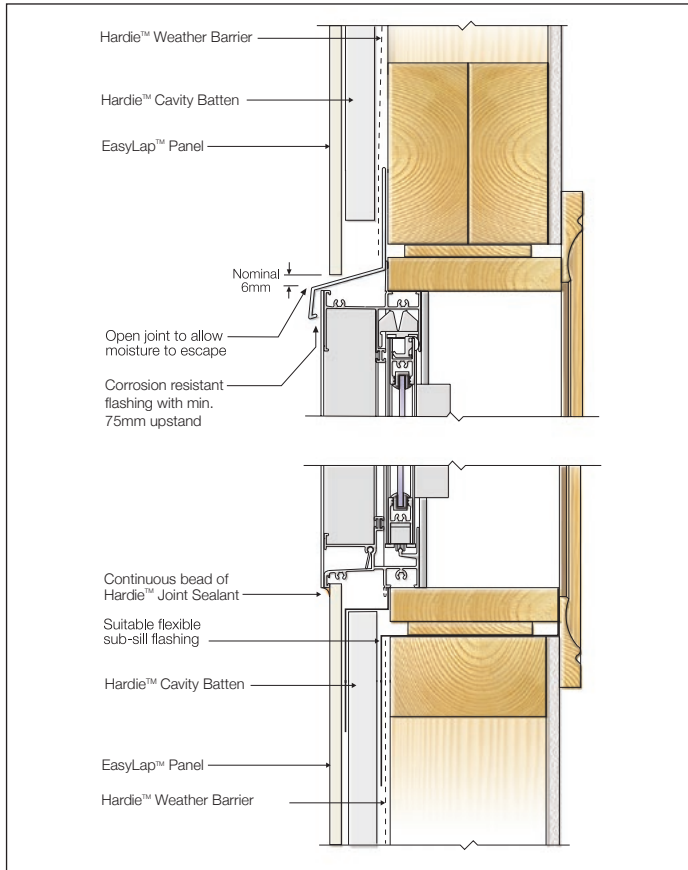 Hardie™ Weather Barrier
Hardie™ Cavity Batten
EasyLap™ Panel
Nominal
6mm
Open joint to allow
moisture to escape
Corrosion resistant
flashing with min.
75mm upstand
Continuous bead of
Hardie™ Joint Sealant
Suitable flexible
sub-sill flashing
Hardie™ Cavity Batten
EasyLap™ Panel
Hardie™ Weather Barrier